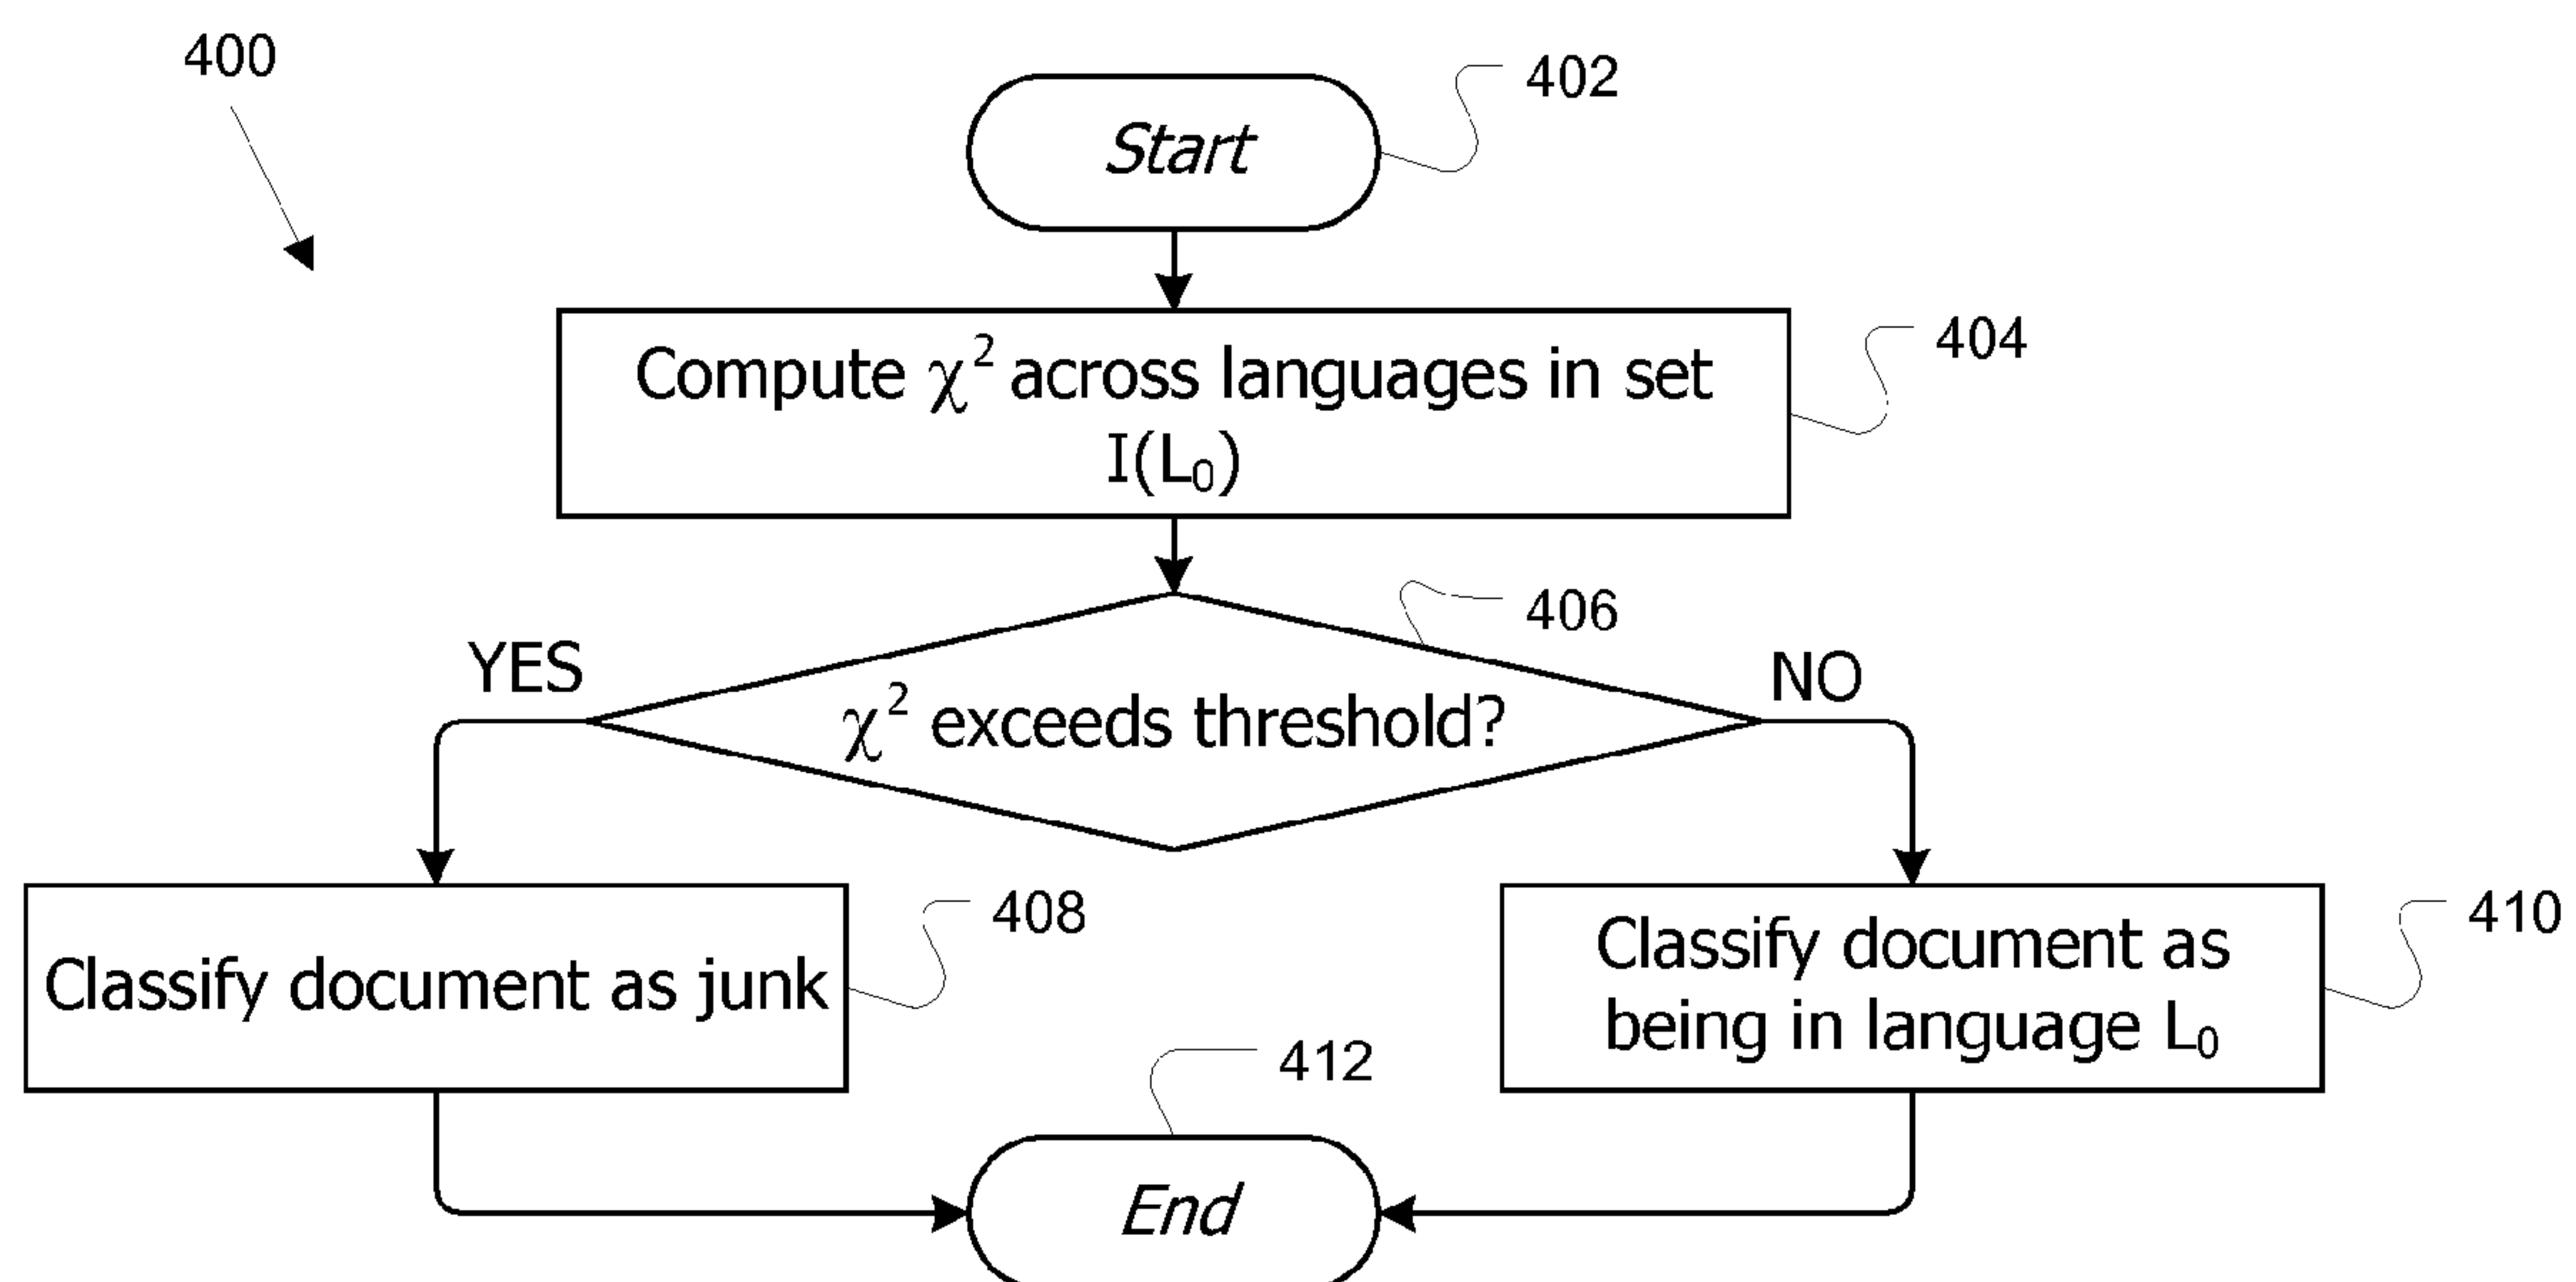 400
Start
402
Compute χ² across languages in set
I(L₀)
404
406
YES
χ² exceeds threshold?
NO
Classify document as junk
408
Classify document as
being in language L₀
410
412
End